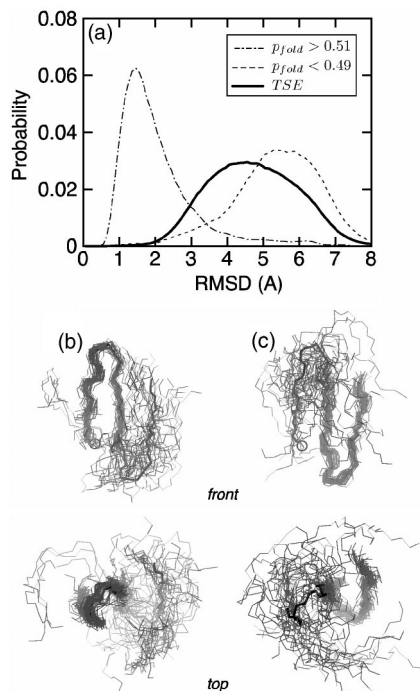 (a)
0.08
0.06
0.04
0.02
0
Probability
p_fold > 0.51
p_fold < 0.49
TSE
0 1 2 3 4 5 6 7 8
RMSD (A)
(b)
(c)
front
top